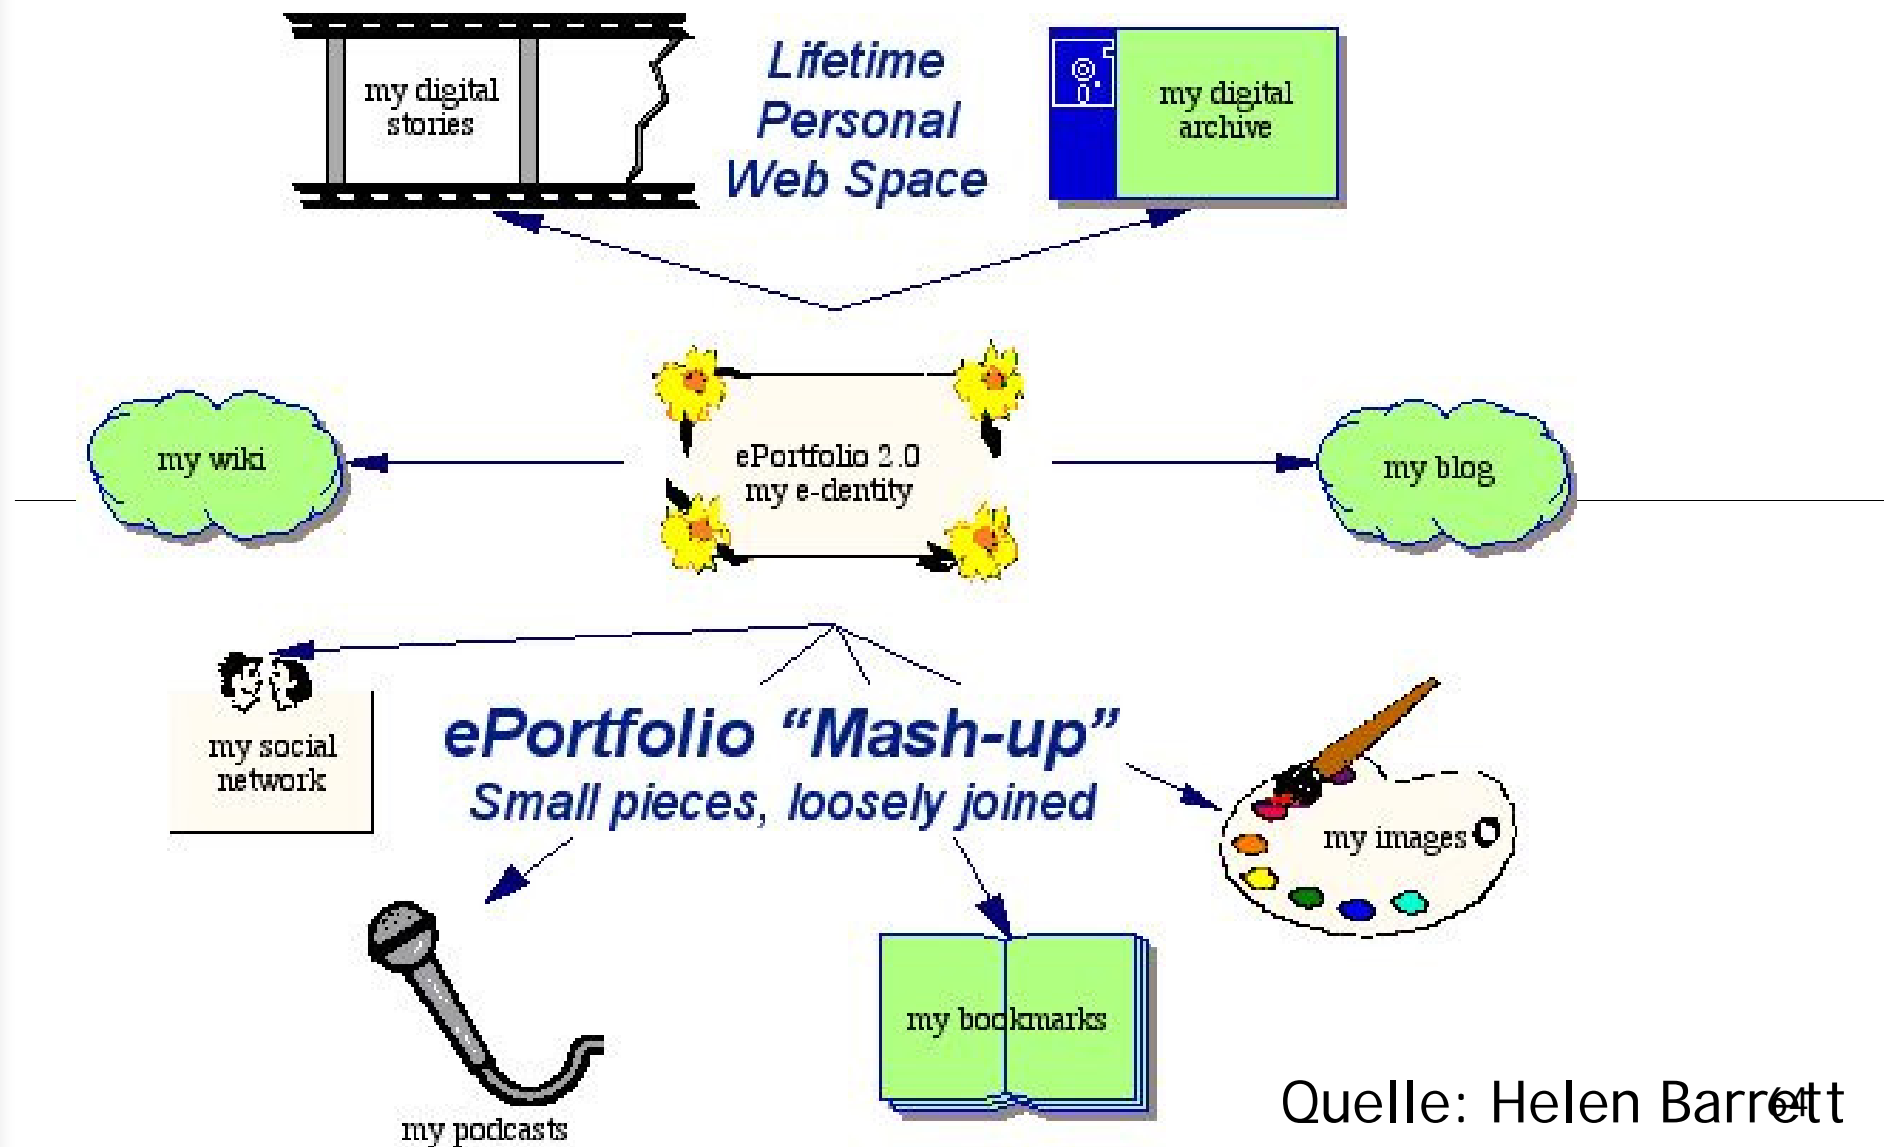 my digital
stories
Lifetime
Personal
Web Space
my digital
archive
my wiki
ePortfolio 2.0
my e-dentity
my blog
my social
network
ePortfolio “Mash-up”
Small pieces, loosely joined
my images
my podcasts
my bookmarks
Quelle: Helen Barrett
64